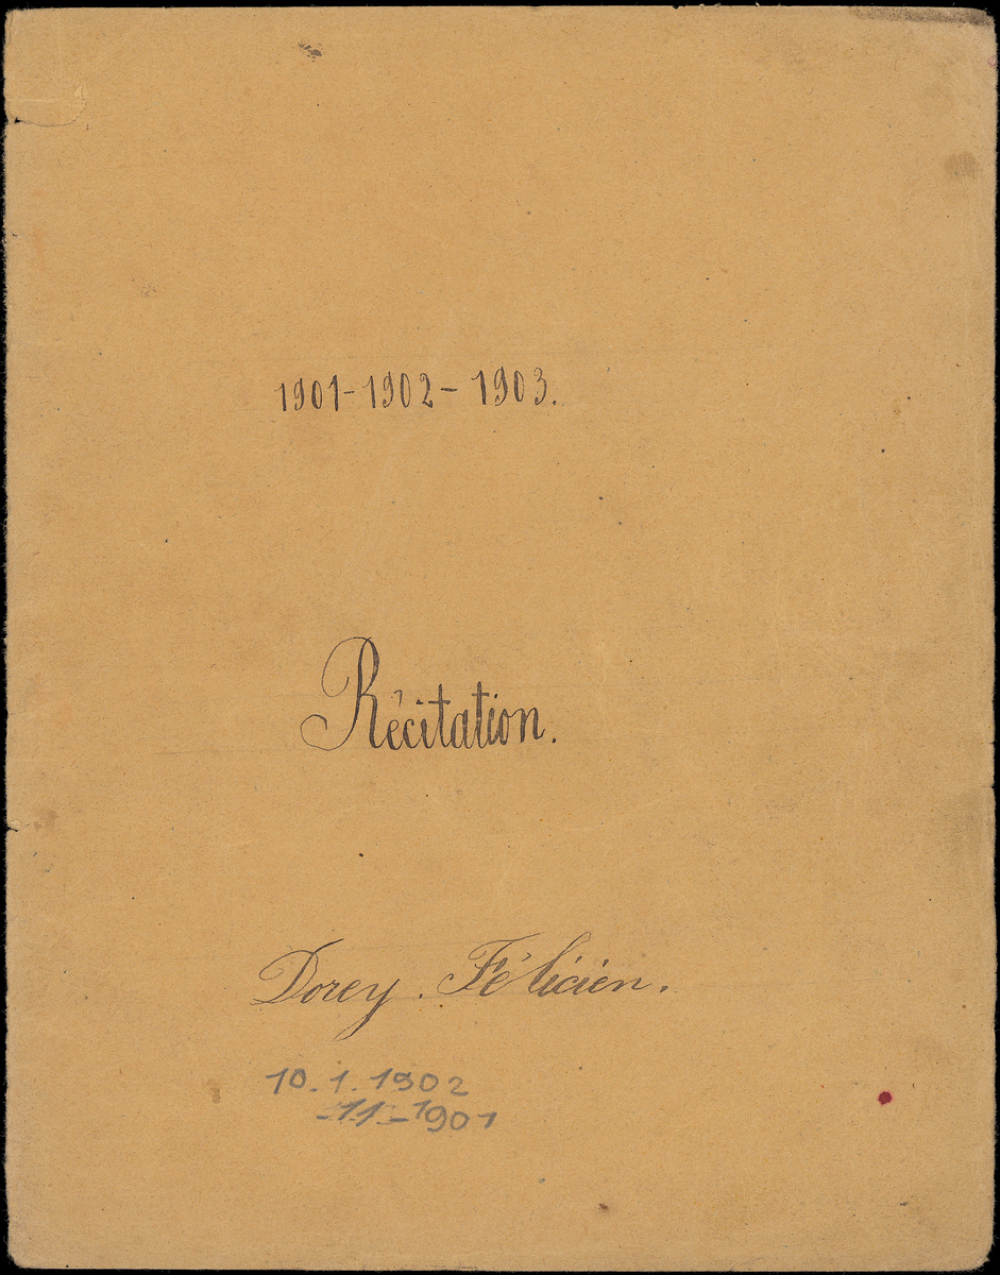 1901-1902-1903.
Récitation.
Dorey. Félicien.
10.1.1902
-11-1901